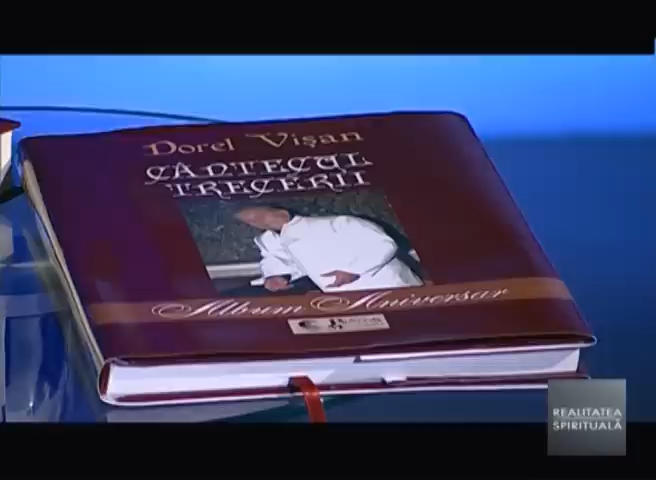 Dorel Vişan
CÂNTECUL
TRECERII
Album Aniversar
REALITATEA
SPIRITUALĂ